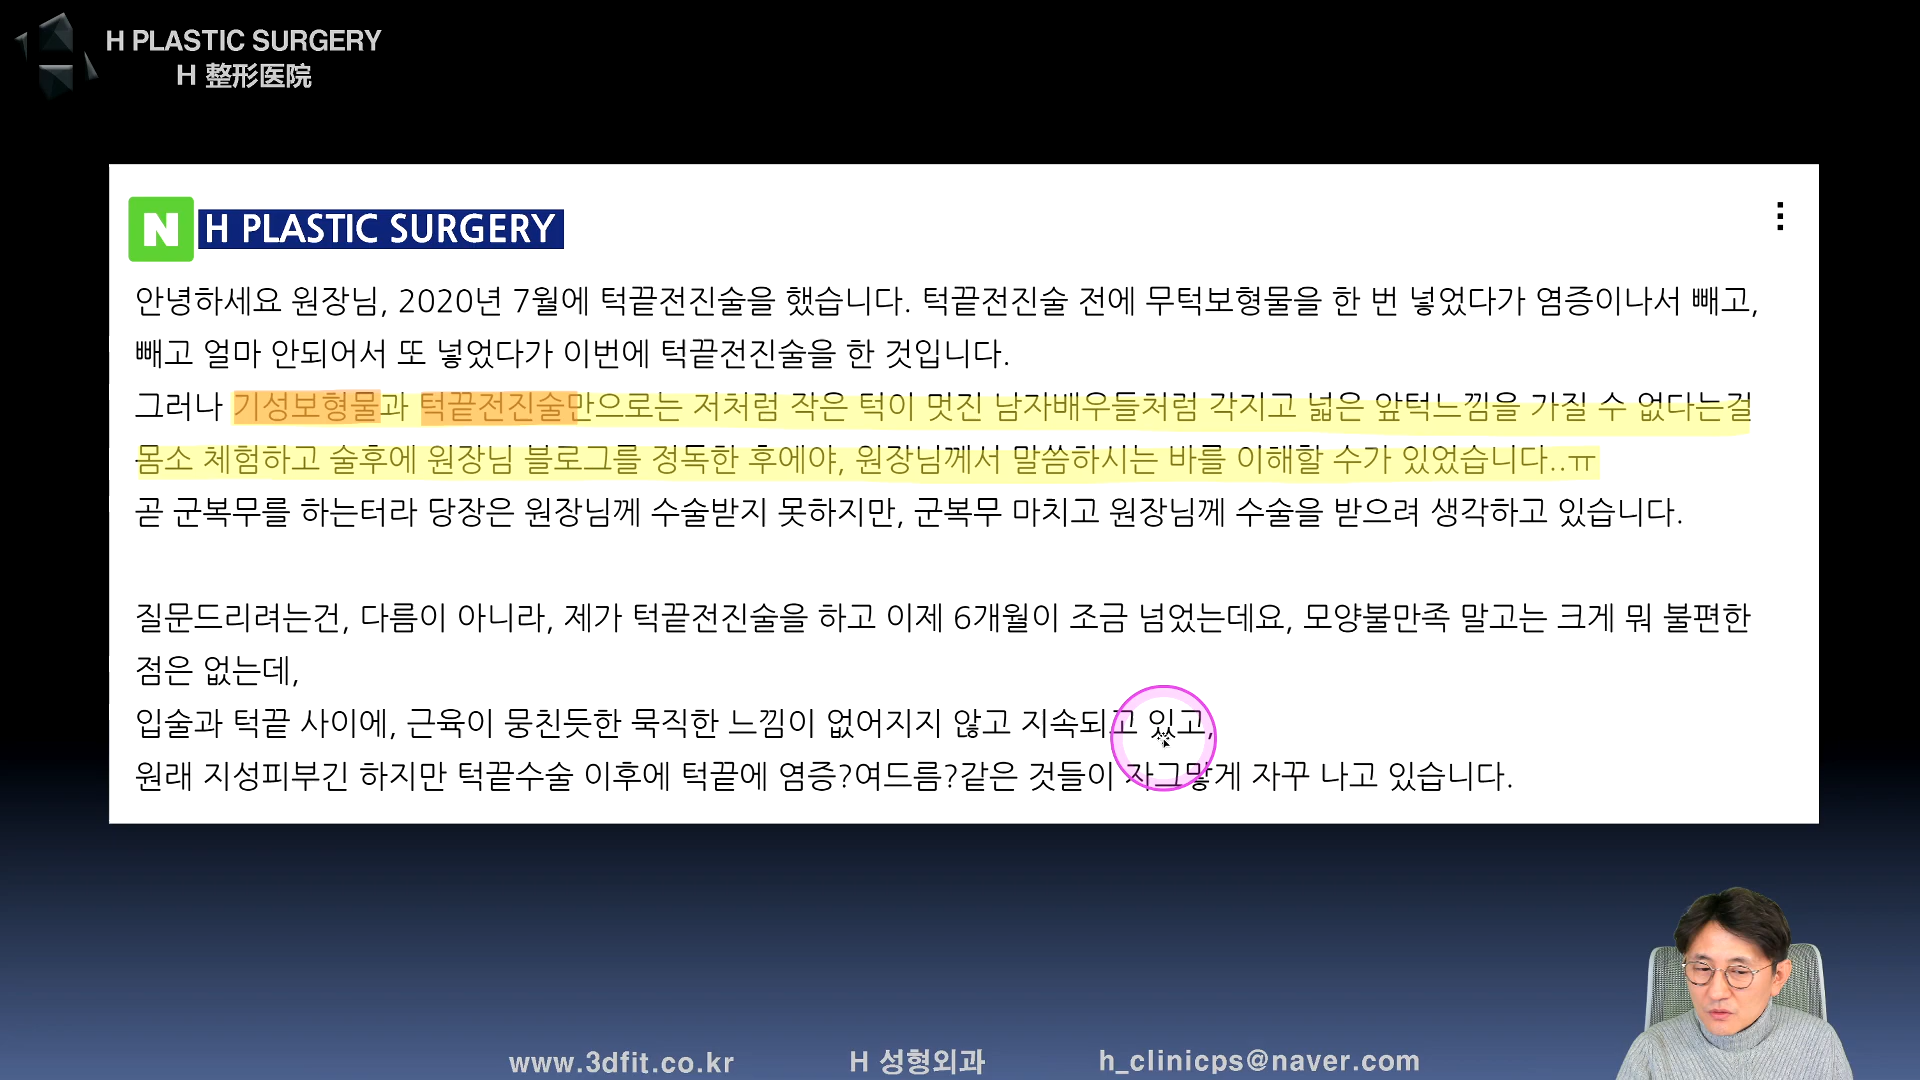 H PLASTIC SURGERY
H 整形医院
N H PLASTIC SURGERY
안녕하세요 원장님, 2020년 7월에 턱끝전진술을 했습니다. 턱끝전진술 전에 무턱보형물을 한 번 넣었다가 염증이나서 빼고,
빼고 얼마 안되어서 또 넣었다가 이번에 턱끝전진술을 한 것입니다.
그러나 기성보형물과 턱끝전진술만으로는 저처럼 작은 턱이 멋진 남자배우들처럼 각지고 넓은 앞턱느낌을 가질 수 없다는걸
몸소 체험하고 술후에 원장님 블로그를 정독한 후에야, 원장님께서 말씀하시는 바를 이해할 수가 있었습니다..ㅠ
곧 군복무를 하는터라 당장은 원장님께 수술받지 못하지만, 군복무 마치고 원장님께 수술을 받으려 생각하고 있습니다.
질문드리려는건, 다름이 아니라, 제가 턱끝전진술을 하고 이제 6개월이 조금 넘었는데요, 모양불만족 말고는 크게 뭐 불편한
점은 없는데,
입술과 턱끝 사이에, 근육이 뭉친듯한 묵직한 느낌이 없어지지 않고 지속되고 있고,
원래 지성피부긴 하지만 턱끝수술 이후에 턱끝에 염증?여드름?같은 것들이 자그맣게 자꾸 나고 있습니다.
www.3dfit.co.kr H 성형외과 h_clinicps@naver.com